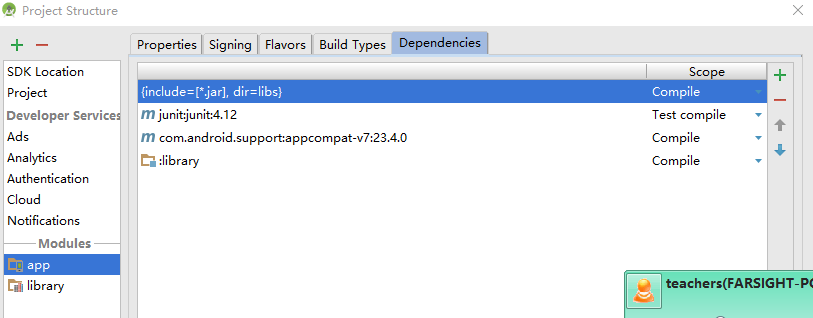 Project Structure
Properties
Signing
Flavors
Build Types
Dependencies
SDK Location
Project
Developer Services
Ads
Analytics
Authentication
Cloud
Notifications
Modules
app
library
Scope
{include=[*.jar], dir=libs}
Compile
junit:junit:4.12
Test compile
com.android.support:appcompat-v7:23.4.0
Compile
:library
Compile
teachers(FARSIGHT-PC